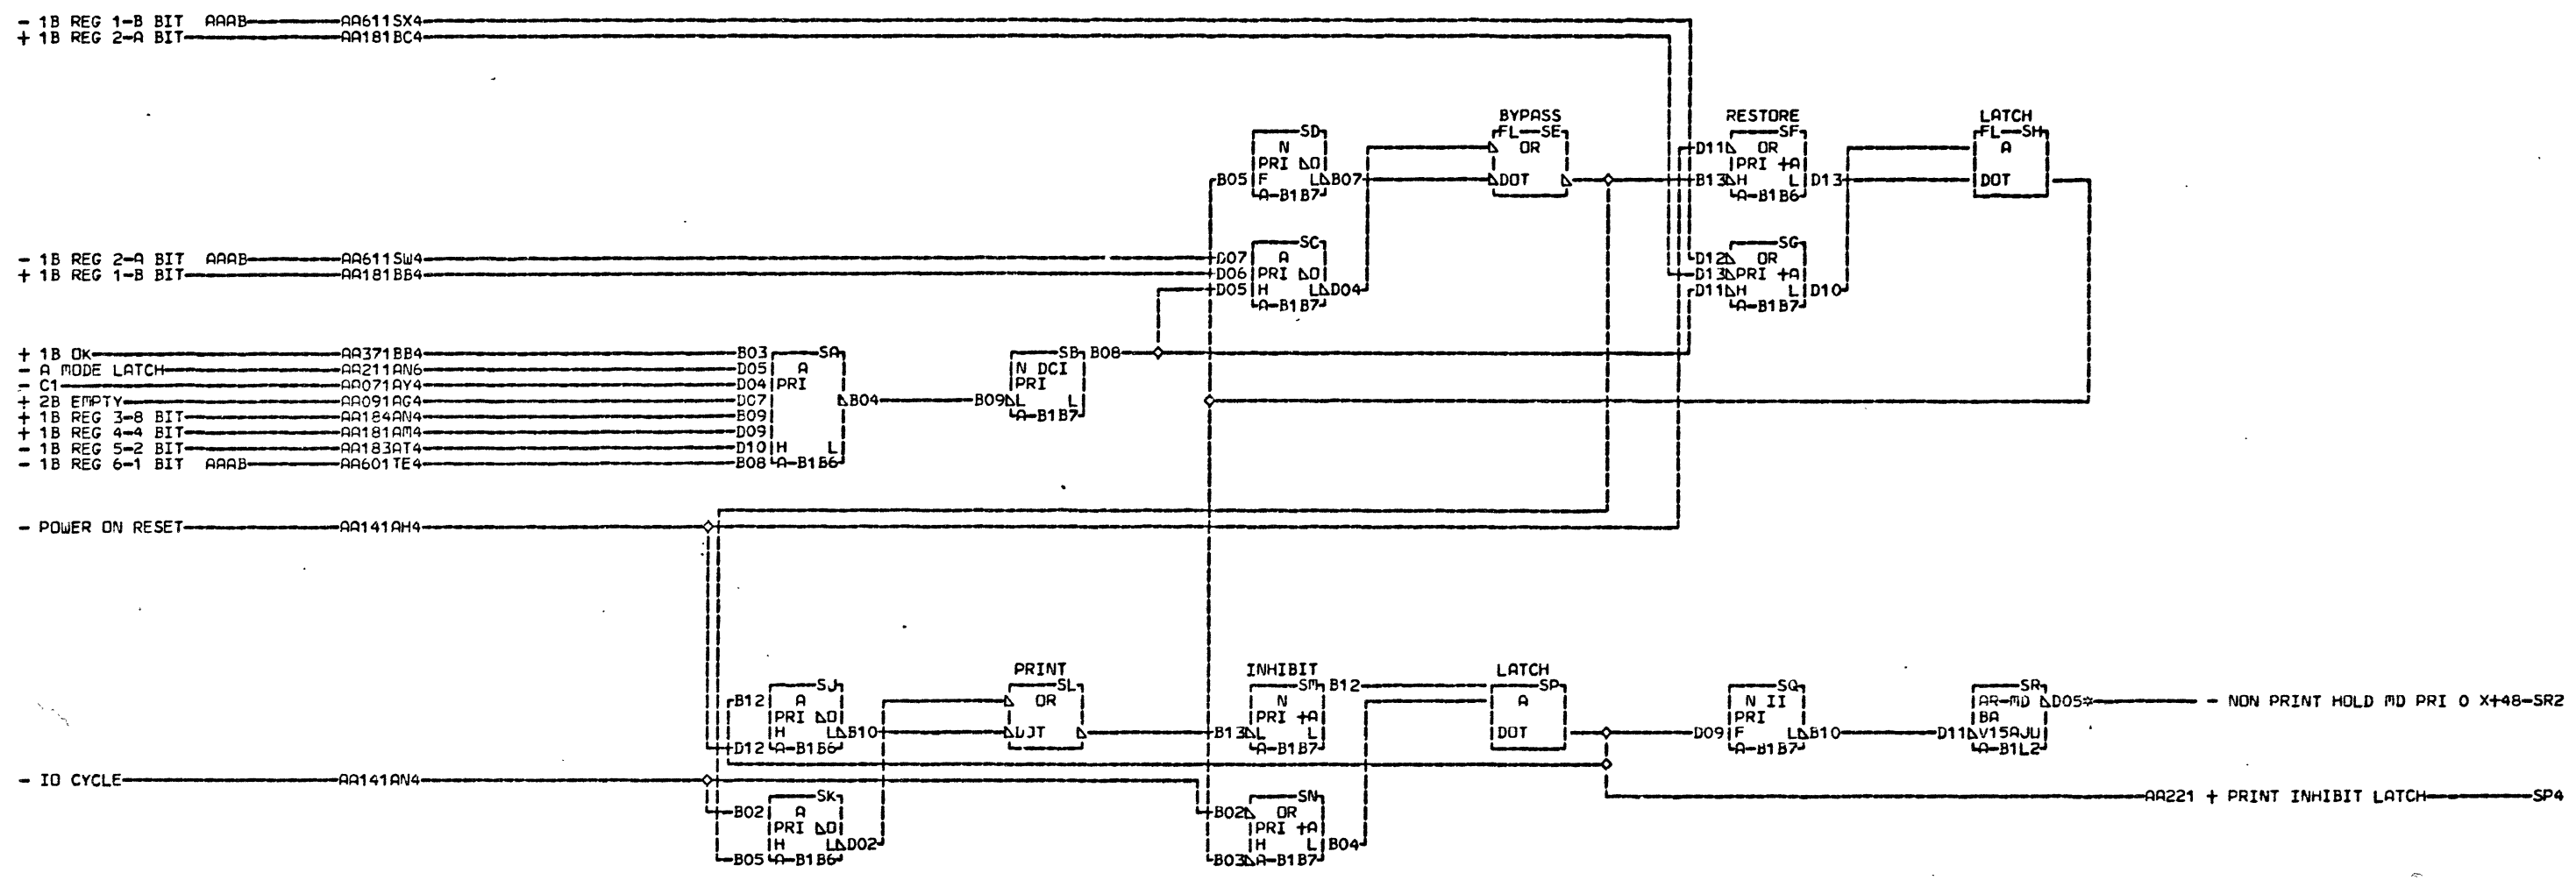 - 1B REG 1-B BIT AAAB AA611SX4
+ 1B REG 2-A BIT AA181BC4
BYPASS RESTORE LATCH
SD FL SE SF FL SH
N OR D11 OR A
PRI DO PRI +A
B05 F L B07 DOT B13 H L D13 DOT
A-B1B7 A-B1B6
- 1B REG 2-A BIT AAAB AA611SW4
+ 1B REG 1-B BIT AA181BB4
SC SG
D07 A D12 OR
D06 PRI DO D13 PRI +A
D05 H L D04 D11 H L D10
A-B1B7 A-B1B7
+ 1B OK AA371BB4 B03 SA SB B08
- A MODE LATCH AA211AN6 D05 A N DCI
- C1 AA071AY4 D04 PRI PRI
+ 2B EMPTY AA091AG4 D07 B04 B09 L L
+ 1B REG 3-8 BIT AA184AN4 B09 A-B1B7
+ 1B REG 4-4 BIT AA181AM4 D09
- 1B REG 5-2 BIT AA183AT4 D10 H L
- 1B REG 6-1 BIT AAAB AA601TE4 B08 A-B1B6
- POWER ON RESET AA141AH4
PRINT INHIBIT LATCH
SJ SL SM B12 SP SQ SR
B12 A OR N A N II AR-MD D05* - NON PRINT HOLD MD PRI O X+48-SR2
PRI DO PRI +A PRI BA
H L B10 B13 L L DOT D09 F L B10 D11 V15AJU
D12 A-B1B6 A-B1B7 A-B1B7 A-B1L2
- IO CYCLE AA141AN4
SK SN AA221 + PRINT INHIBIT LATCH SP4
B02 A B02 OR
PRI DO PRI +A
H L D02 H L B04
B05 A-B1B6 B03 A-B1B7